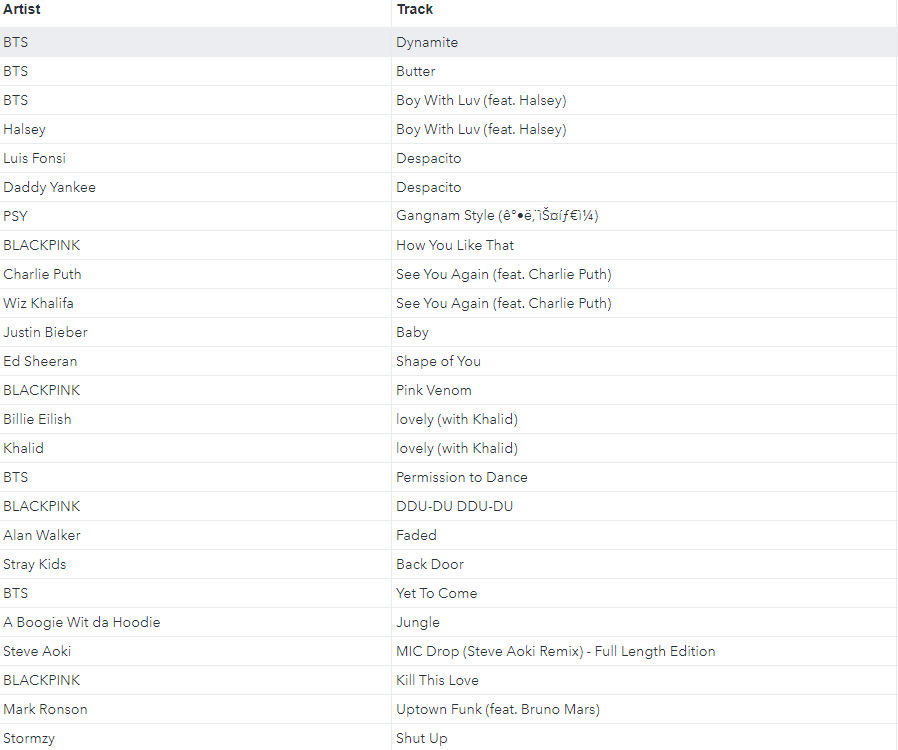 Artist Track
BTS Dynamite
BTS Butter
BTS Boy With Luv (feat. Halsey)
Halsey Boy With Luv (feat. Halsey)
Luis Fonsi Despacito
Daddy Yankee Despacito
PSY Gangnam Style (ê°•ë‚¨ìŠ¤íƒ€ì¼)
BLACKPINK How You Like That
Charlie Puth See You Again (feat. Charlie Puth)
Wiz Khalifa See You Again (feat. Charlie Puth)
Justin Bieber Baby
Ed Sheeran Shape of You
BLACKPINK Pink Venom
Billie Eilish lovely (with Khalid)
Khalid lovely (with Khalid)
BTS Permission to Dance
BLACKPINK DDU-DU DDU-DU
Alan Walker Faded
Stray Kids Back Door
BTS Yet To Come
A Boogie Wit da Hoodie Jungle
Steve Aoki MIC Drop (Steve Aoki Remix) - Full Length Edition
BLACKPINK Kill This Love
Mark Ronson Uptown Funk (feat. Bruno Mars)
Stormzy Shut Up